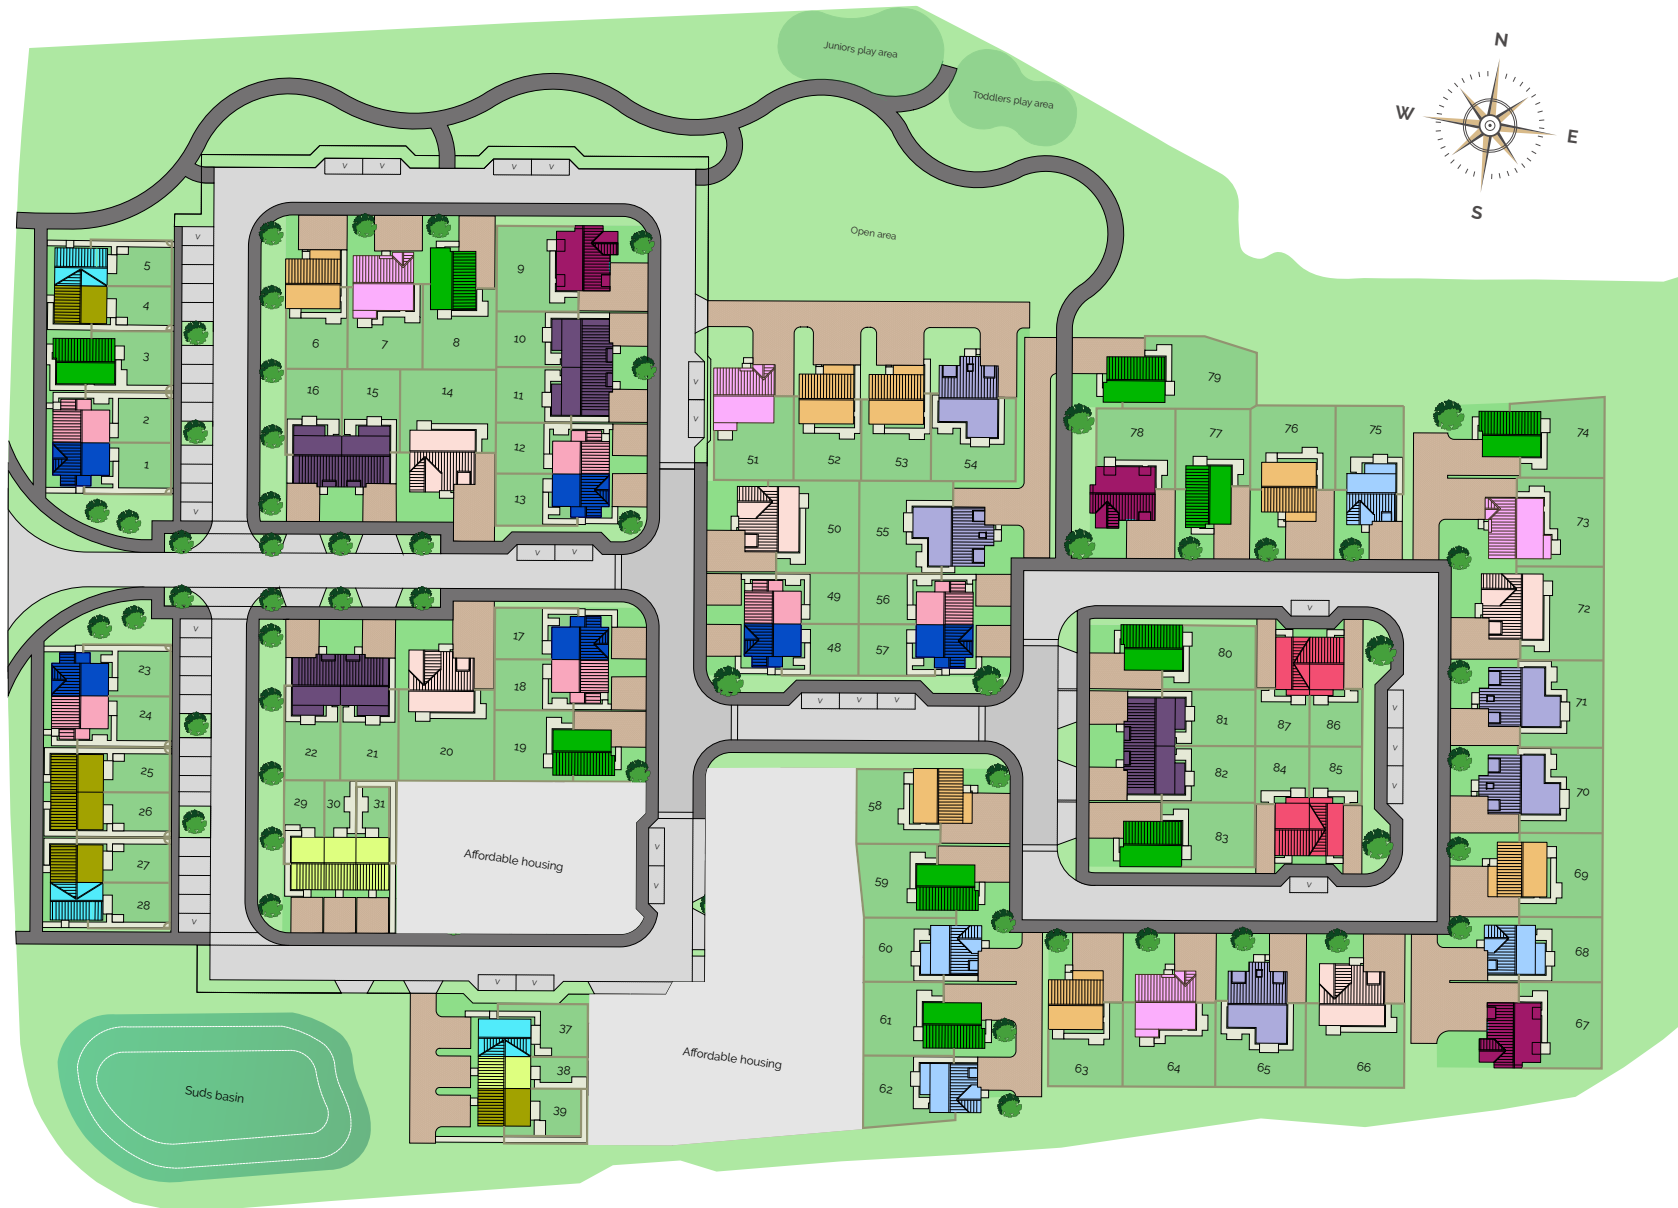 Juniors play area
Toddlers play area
N
W
E
S
Open area
V V
V V
V
5
4
3
2
1
V
6
7
8
9
10
11
12
13
16
15
14
V
V
V V
51
52
53
54
79
78
77
76
75
74
73
72
71
70
69
68
67
50
55
49
56
48
57
V V V
V
23
24
25
26
27
28
V
22
21
20
17
18
19
29
30
31
Affordable housing
V
V
V V
58
59
60
61
62
80
81
82
83
87
86
84
85
V
V
V
V
V
63
64
65
66
37
38
39
Affordable housing
Suds basin